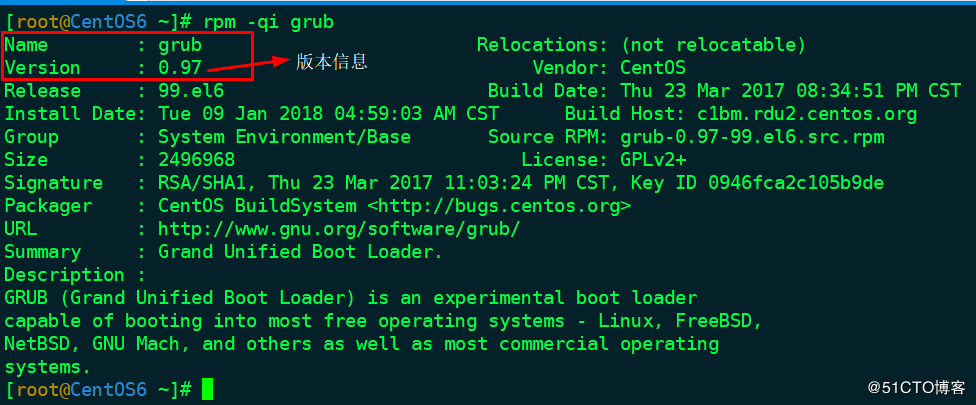 [root@CentOS6 ~]# rpm -qi grub
Name        : grub                         Relocations: (not relocatable)
Version     : 0.97 版本信息                     Vendor: CentOS
Release     : 99.el6                        Build Date: Thu 23 Mar 2017 08:34:51 PM CST
Install Date: Tue 09 Jan 2018 04:59:03 AM CST      Build Host: c1bm.rdu2.centos.org
Group       : System Environment/Base       Source RPM: grub-0.97-99.el6.src.rpm
Size        : 2496968                          License: GPLv2+
Signature   : RSA/SHA1, Thu 23 Mar 2017 11:03:24 PM CST, Key ID 0946fca2c105b9de
Packager    : CentOS BuildSystem <http://bugs.centos.org>
URL         : http://www.gnu.org/software/grub/
Summary     : Grand Unified Boot Loader.
Description :
GRUB (Grand Unified Boot Loader) is an experimental boot loader
capable of booting into most free operating systems - Linux, FreeBSD,
NetBSD, GNU Mach, and others as well as most commercial operating
systems.
[root@CentOS6 ~]#
@51CTO博客